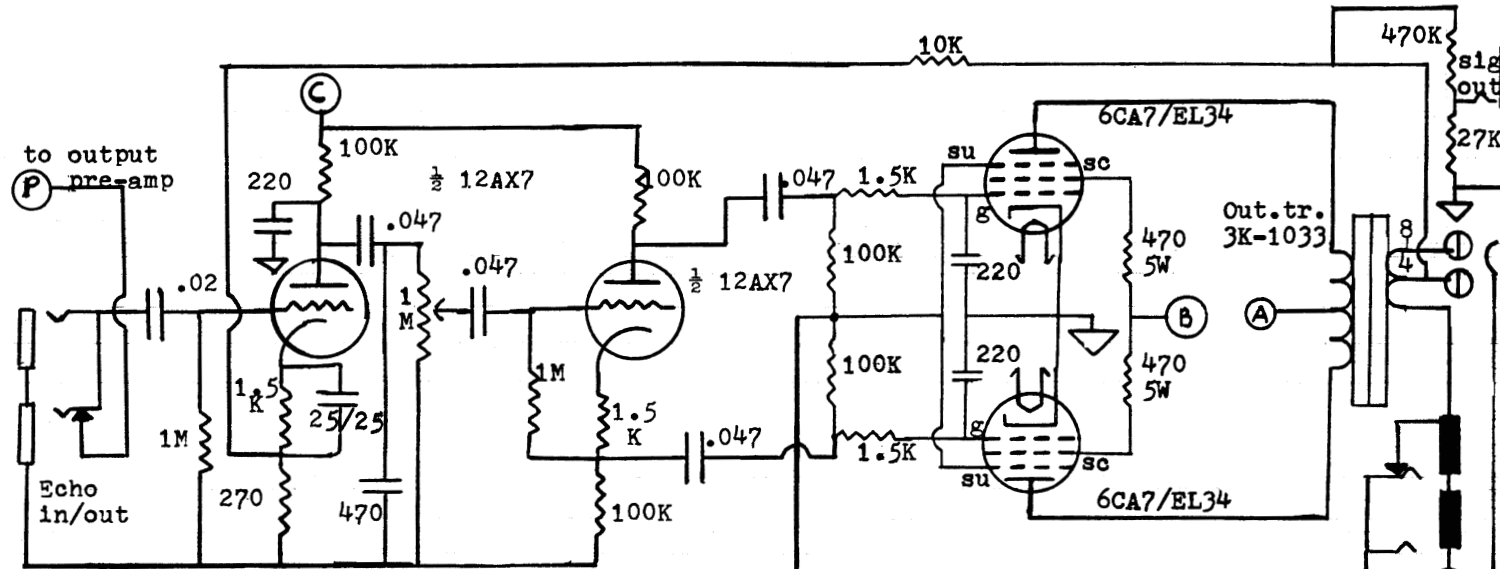 10K
470K
sig
out
C
6CA7/EL34
to output
pre-amp
P
100K
½ 12AX7
220
100K
.047
1.5K
su
sc
27K
.047
g
Out.tr.
3K-1033
8
4
.02
.047
½ 12AX7
1
M
100K
220
470
5W
B
A
1.5
K
25/25
1M
1.5
K
100K
220
470
5W
1M
.047
g
1.5K
su
sc
Echo
in/out
270
470
100K
6CA7/EL34